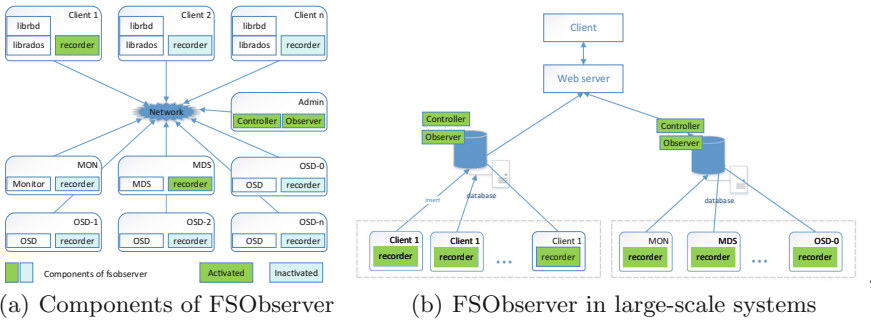 Client 1
librbd
librados
recorder
Client 2
librbd
librados
recorder
Client n
librbd
librados
recorder
Network
Admin
Controller
Observer
MON
Monitor
recorder
MDS
MDS
recorder
OSD-0
OSD
recorder
OSD-1
OSD
recorder
OSD-2
OSD
recorder
OSD-n
OSD
recorder
Components of fsobserver
Activated
Inactivated
(a) Components of FSObserver
Client
Web server
Controller
Observer
database
insert
Controller
Observer
database
Client 1
recorder
Client 1
recorder
...
Client 1
recorder
MON
recorder
MDS
recorder
...
OSD-0
recorder
(b) FSObserver in large-scale systems
,